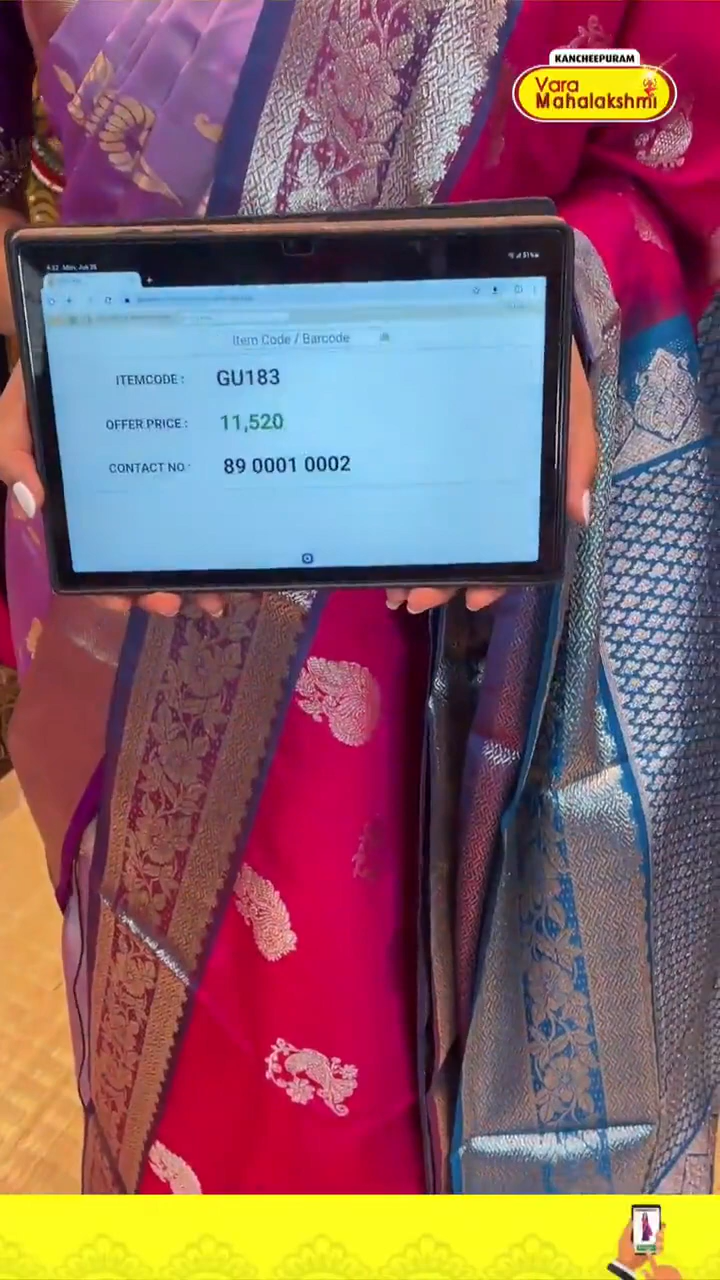 KANCHEEPURAM
Vara
Mahalakshmi
Item Code / Barcode
ITEMCODE : GU183
OFFER PRICE : 11,520
CONTACT NO : 89 0001 0002